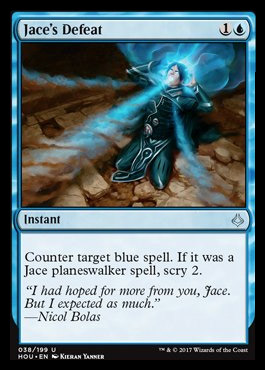 Jace's Defeat 1
Instant
Counter target blue spell. If it was a
Jace planeswalker spell, scry 2.
“I had hoped for more from you, Jace.
But I expected as much.”
—Nicol Bolas
038/199 U
HOU • EN Kieran Yanner
™ & © 2017 Wizards of the Coast